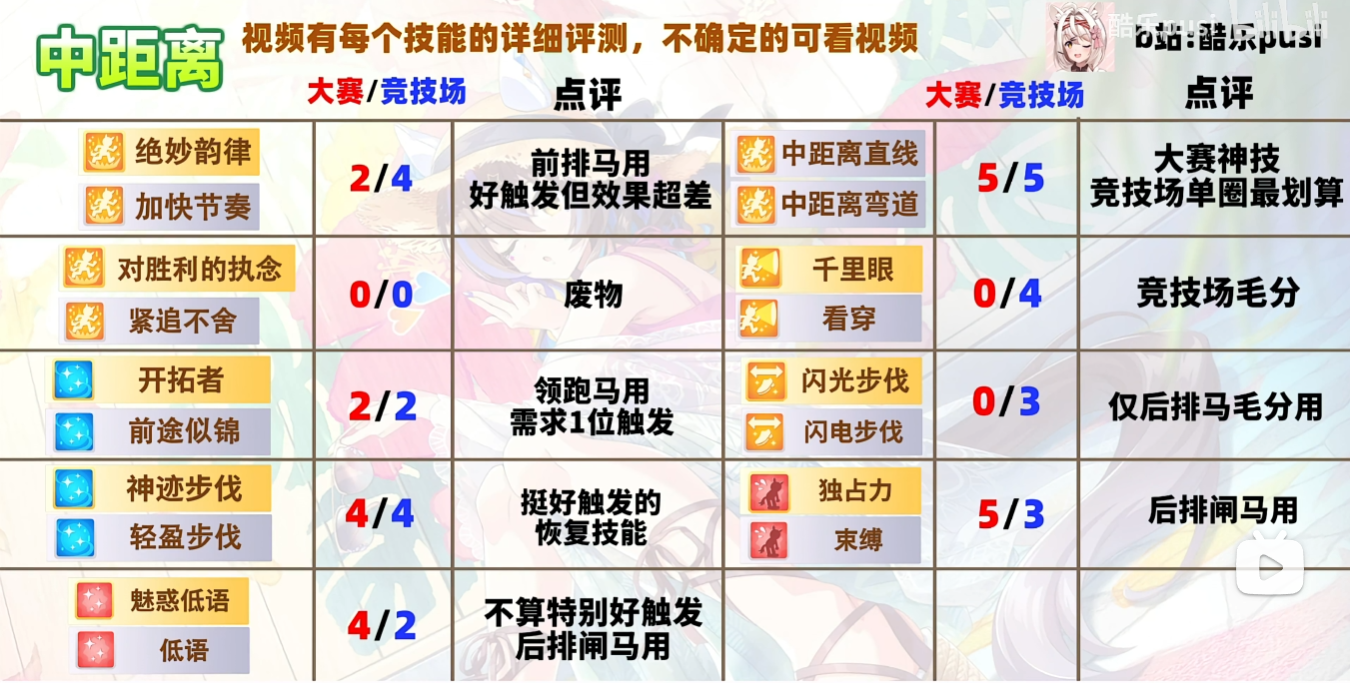 中距离
视频有每个技能的详细评测，不确定的可看视频
酷乐pusi
bilibili
b站:酷乐pusi
大赛/竞技场
点评
大赛/竞技场
点评
绝妙韵律
加快节奏
2/4
前排马用
好触发但效果超差
中距离直线
中距离弯道
5/5
大赛神技
竞技场单圈最划算
对胜利的执念
紧追不舍
0/0
废物
千里眼
看穿
0/4
竞技场毛分
开拓者
前途似锦
2/2
领跑马用
需求1位触发
闪光步伐
闪电步伐
0/3
仅后排马毛分用
神迹步伐
轻盈步伐
4/4
挺好触发的
恢复技能
独占力
束缚
5/3
后排闸马用
魅惑低语
低语
4/2
不算特别好触发
后排闸马用